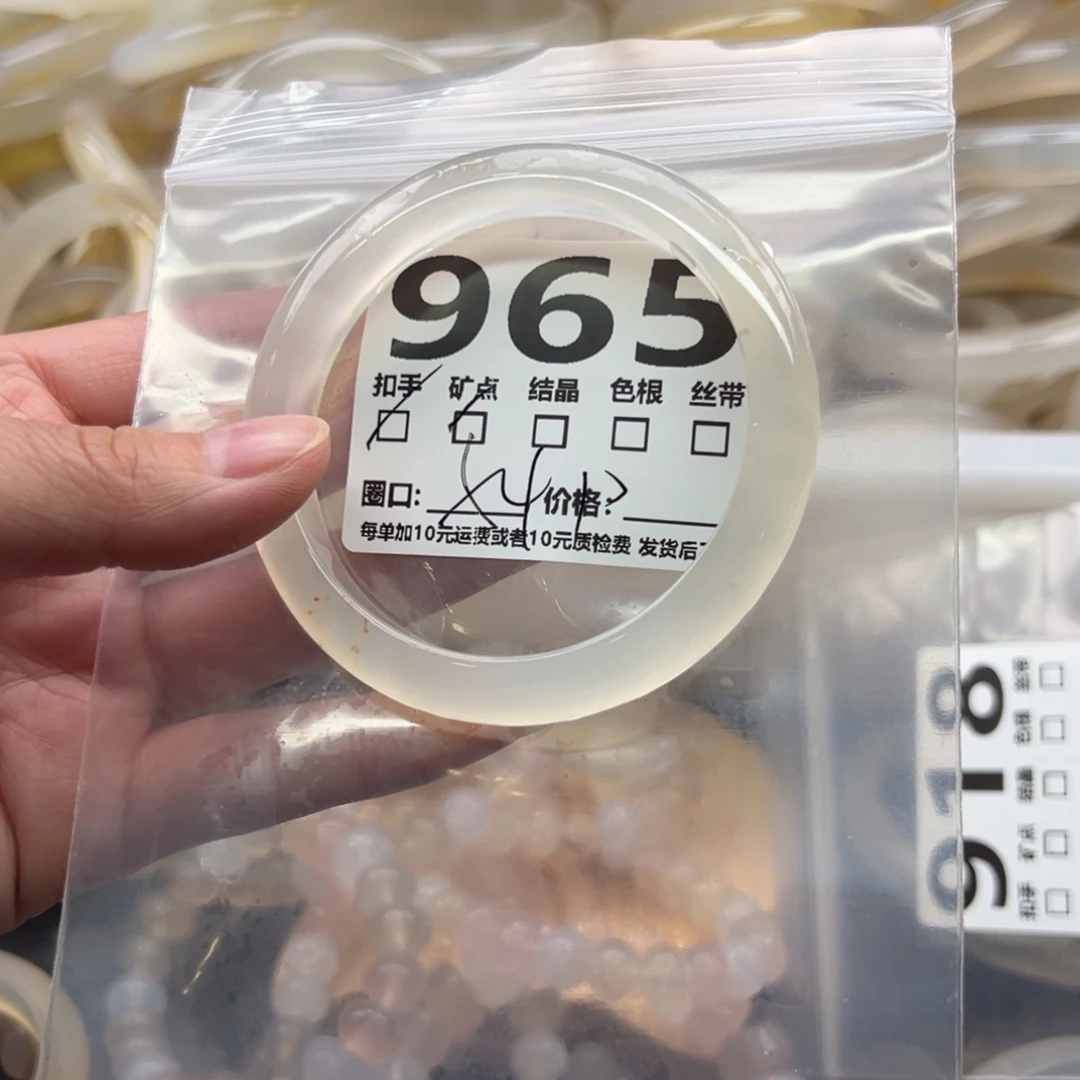 965
扣手 矿点 结晶 色根 丝带
圈口: 价格:
每单加10元运费或者10元质检费 发货后
918